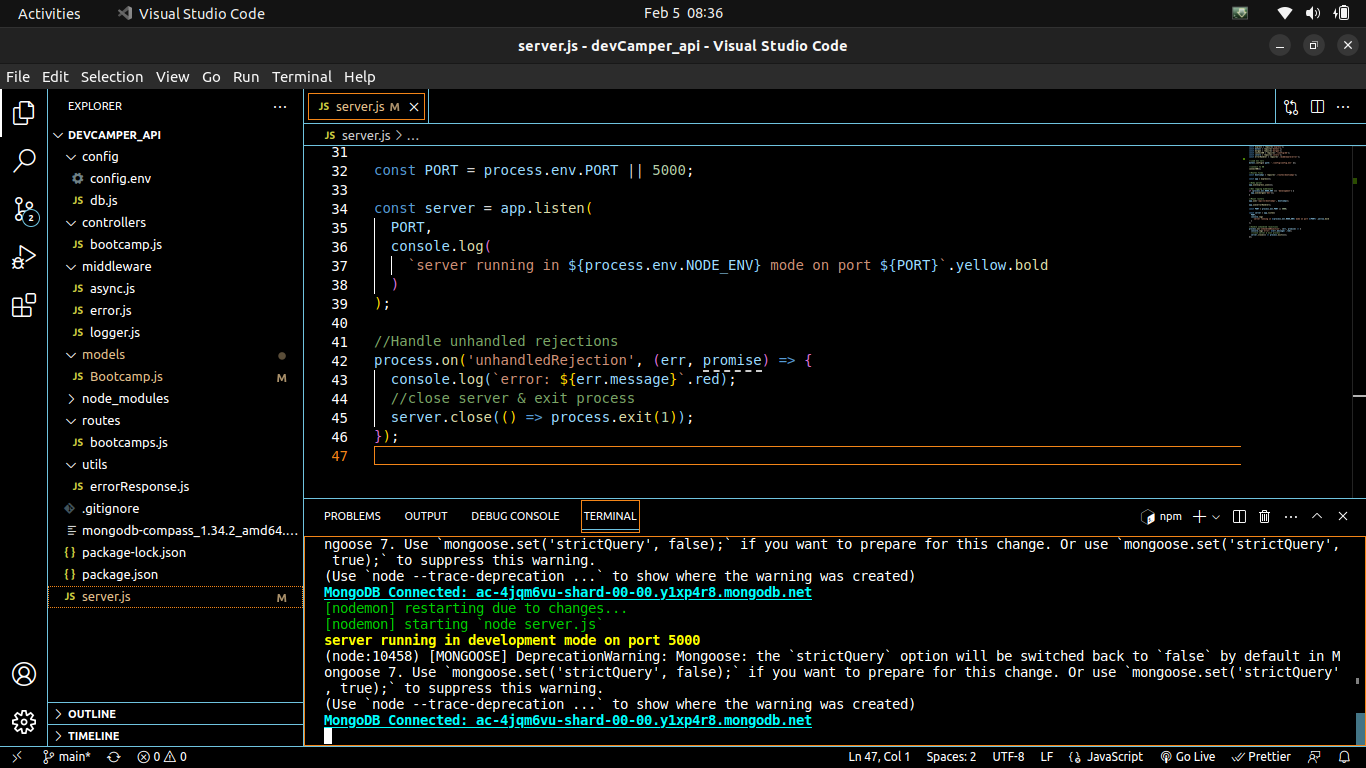 Activities
Visual Studio Code
Feb 5 08:36
server.js - devCamper_api - Visual Studio Code
File Edit Selection View Go Run Terminal Help
EXPLORER
DEVCAMPER_API
config
config.env
JS db.js
controllers
JS bootcamp.js
middleware
JS async.js
JS error.js
JS logger.js
models
JS Bootcamp.js M
node_modules
routes
JS bootcamps.js
utils
JS errorResponse.js
.gitignore
mongodb-compass_1.34.2_amd64....
{} package-lock.json
{} package.json
JS server.js M
OUTLINE
TIMELINE
2
JS server.js M
JS server.js > ...
31
32 const PORT = process.env.PORT || 5000;
33
34 const server = app.listen(
35 PORT,
36 console.log(
37 `server running in ${process.env.NODE_ENV} mode on port ${PORT}`.yellow.bold
38 )
39 );
40
41 //Handle unhandled rejections
42 process.on('unhandledRejection', (err, promise) => {
43 console.log(`error: ${err.message}`.red);
44 //close server & exit process
45 server.close(() => process.exit(1));
46 });
47
PROBLEMS OUTPUT DEBUG CONSOLE TERMINAL
npm
ngoose 7. Use `mongoose.set('strictQuery', false);` if you want to prepare for this change. Or use `mongoose.set('strictQuery',
true);` to suppress this warning.
(Use `node --trace-deprecation ...` to show where the warning was created)
MongoDB Connected: ac-4jqm6vu-shard-00-00.y1xp4r8.mongodb.net
[nodemon] restarting due to changes...
[nodemon] starting `node server.js`
server running in development mode on port 5000
(node:10458) [MONGOOSE] DeprecationWarning: Mongoose: the `strictQuery` option will be switched back to `false` by default in M
ongoose 7. Use `mongoose.set('strictQuery', false);` if you want to prepare for this change. Or use `mongoose.set('strictQuery'
, true);` to suppress this warning.
(Use `node --trace-deprecation ...` to show where the warning was created)
MongoDB Connected: ac-4jqm6vu-shard-00-00.y1xp4r8.mongodb.net
main* 0 0
Ln 47, Col 1 Spaces: 2 UTF-8 LF {} JavaScript Go Live Prettier